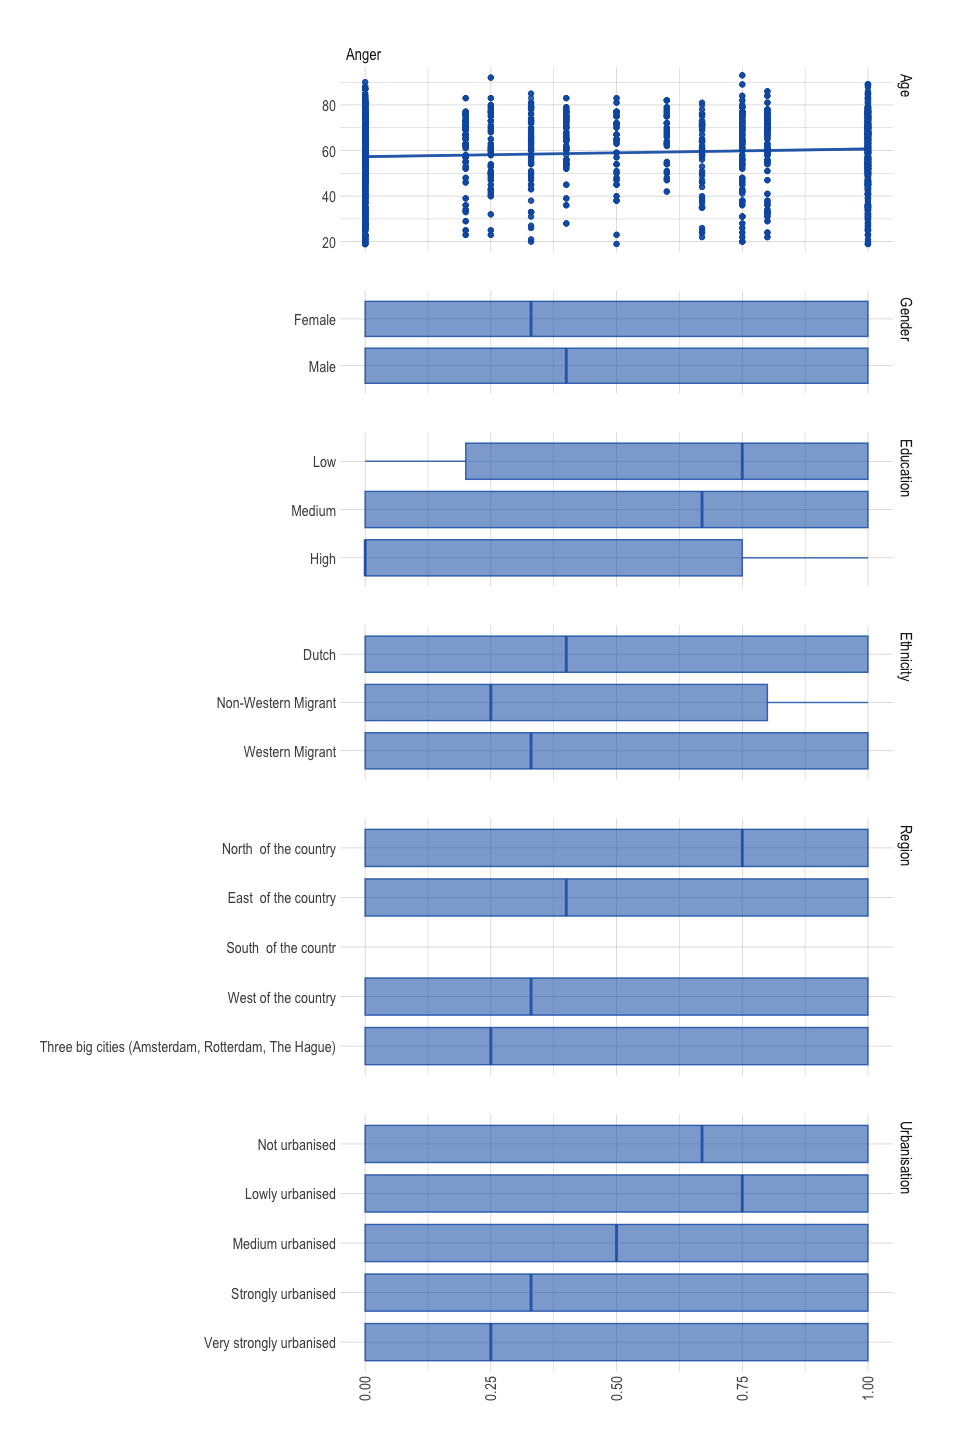 Anger
Age
80
60
40
20
Gender
Female
Male
Education
Low
Medium
High
Ethnicity
Dutch
Non-Western Migrant
Western Migrant
Region
North of the country
East of the country
South of the countr
West of the country
Three big cities (Amsterdam, Rotterdam, The Hague)
Urbanisation
Not urbanised
Lowly urbanised
Medium urbanised
Strongly urbanised
Very strongly urbanised
0.00
0.25
0.50
0.75
1.00